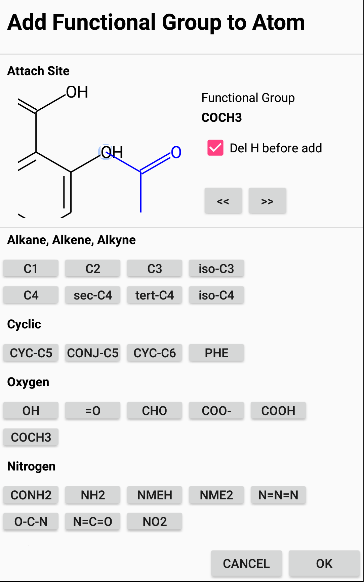 Add Functional Group to Atom
Attach Site
OH
OH
O
Functional Group
COCH3
Del H before add
<< >>
Alkane, Alkene, Alkyne
C1 C2 C3 iso-C3
C4 sec-C4 tert-C4 iso-C4
Cyclic
CYC-C5 CONJ-C5 CYC-C6 PHE
Oxygen
OH =O CHO COO- COOH
COCH3
Nitrogen
CONH2 NH2 NMEH NME2 N=N=N
O-C-N N=C=O NO2
CANCEL OK